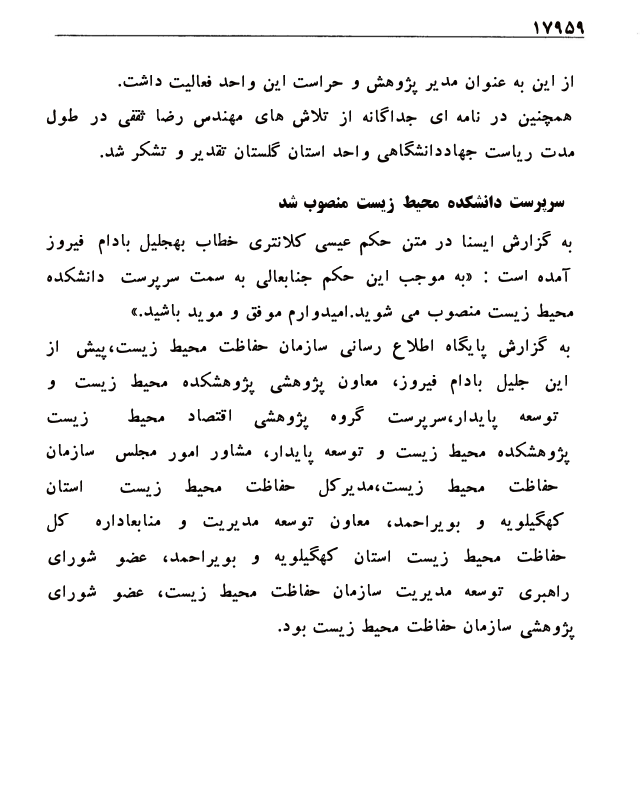 ۱۷۹۵۹
از این به عنوان مدیر پژوهش و حراست این واحد فعالیت داشت.
همچنین در نامه ای جداگانه از تلاش های مهندس رضا ثقفی در طول
مدت ریاست جهاددانشگاهی واحد استان گلستان تقدیر و تشکر شد.
سرپرست دانشکده محیط زیست منصوب شد
به گزارش ایسنا در متن حکم عیسی کلانتری خطاب بهجلیل بادام فیروز
آمده است : «به موجب این حکم جنابعالی به سمت سرپرست دانشکده
محیط زیست منصوب می شوید.امیدوارم موفق و موید باشید.»
به گزارش پایگاه اطلاع رسانی سازمان حفاظت محیط زیست،پیش از
این جلیل بادام فیروز، معاون پژوهشی پژوهشکده محیط زیست و
توسعه پایدار،سرپرست گروه پژوهشی اقتصاد محیط زیست
پژوهشکده محیط زیست و توسعه پایدار، مشاور امور مجلس سازمان
حفاظت محیط زیست،مدیرکل حفاظت محیط زیست استان
کهگیلویه و بویراحمد، معاون توسعه مدیریت و منابعاداره کل
حفاظت محیط زیست استان کهگیلویه و بویراحمد، عضو شورای
راهبری توسعه مدیریت سازمان حفاظت محیط زیست، عضو شورای
پژوهشی سازمان حفاظت محیط زیست بود.